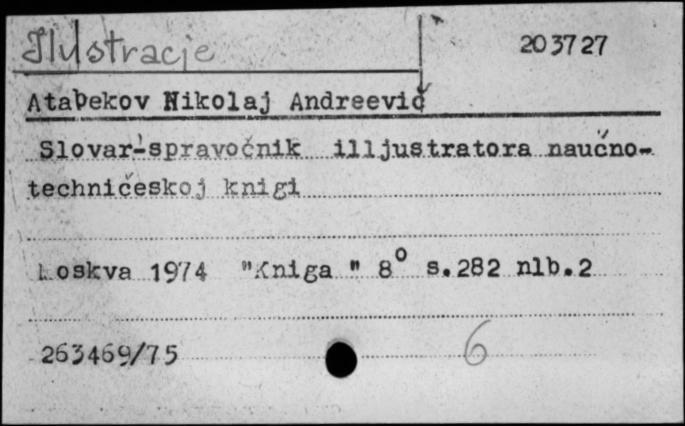 Ilustracje 203727
Atabekov Nikolaj Andreevič
Slovar-spravočnik illjustratora naučno-
techničeskoj knigi
Moskva 1974 "Kniga" 8° s.282 nlb.2
263469/75 6